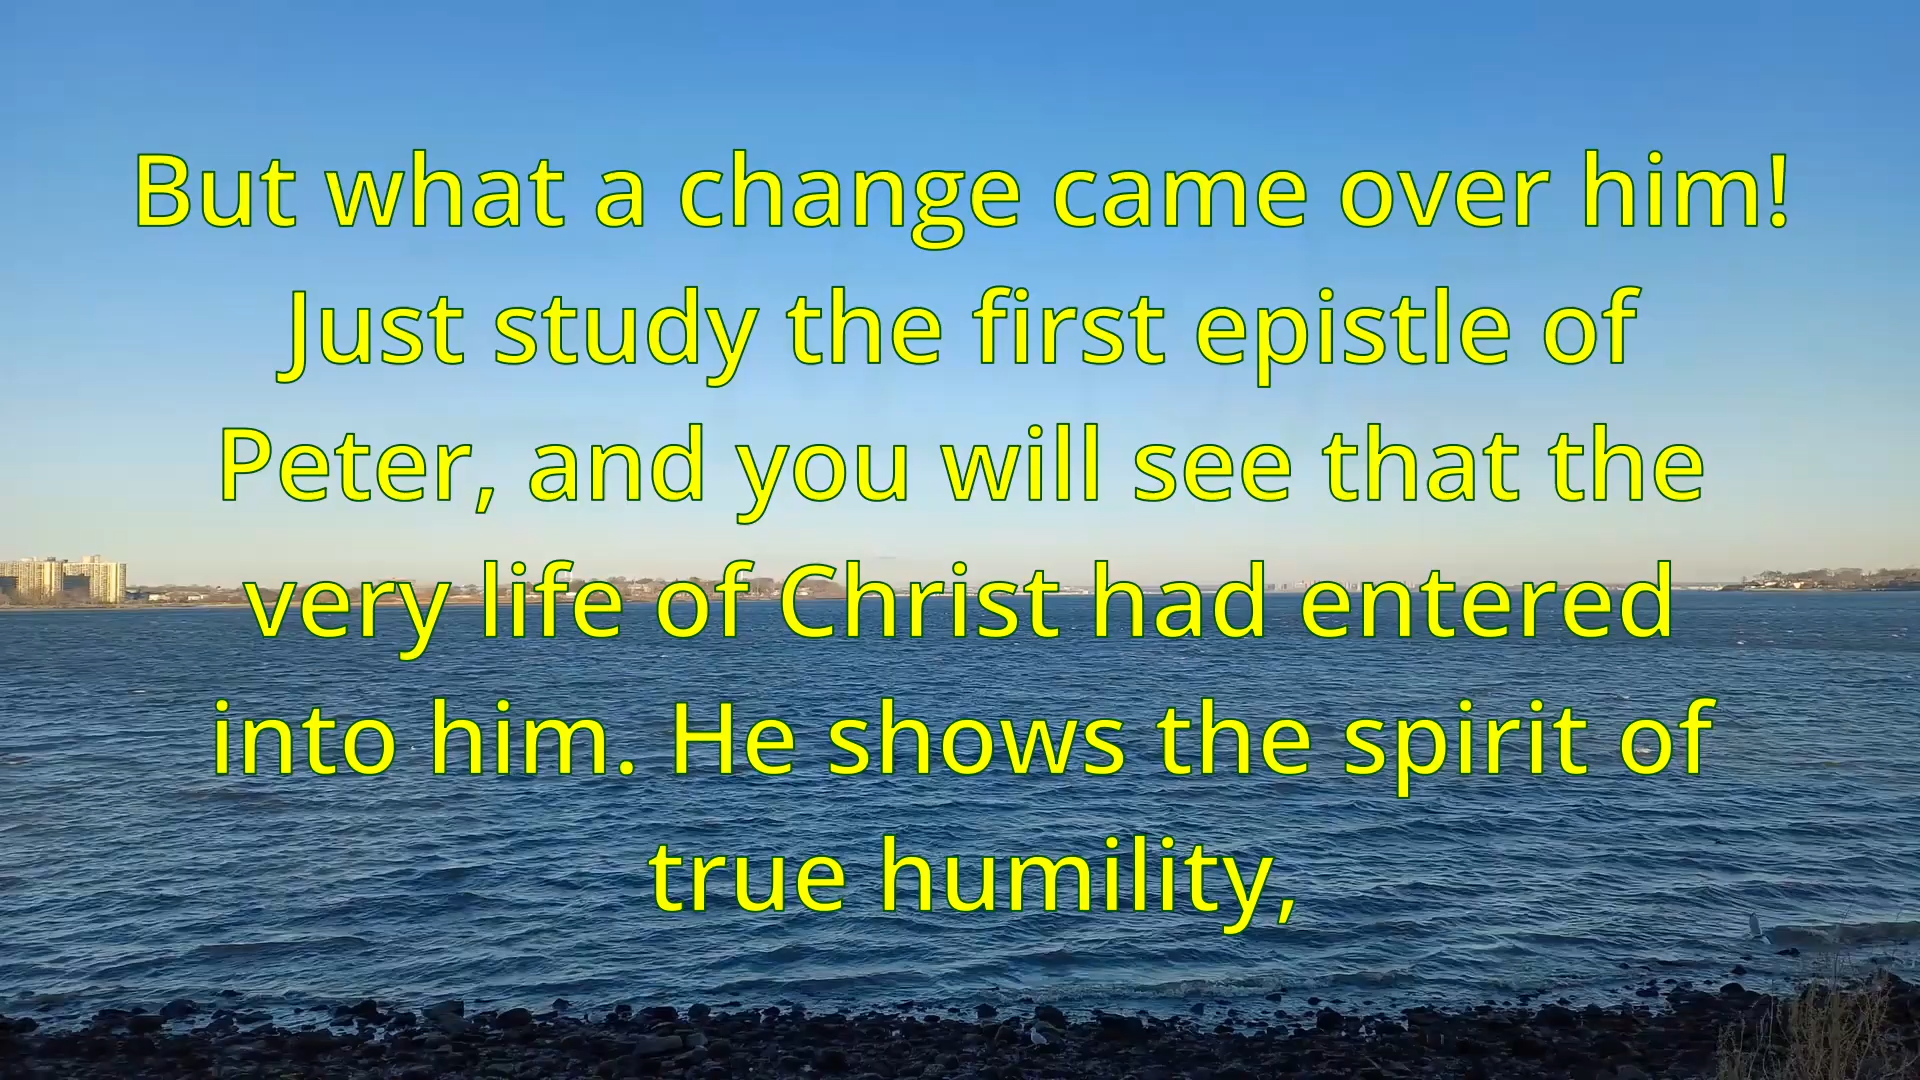 But what a change came over him!
Just study the first epistle of
Peter, and you will see that the
very life of Christ had entered
into him. He shows the spirit of
true humility,